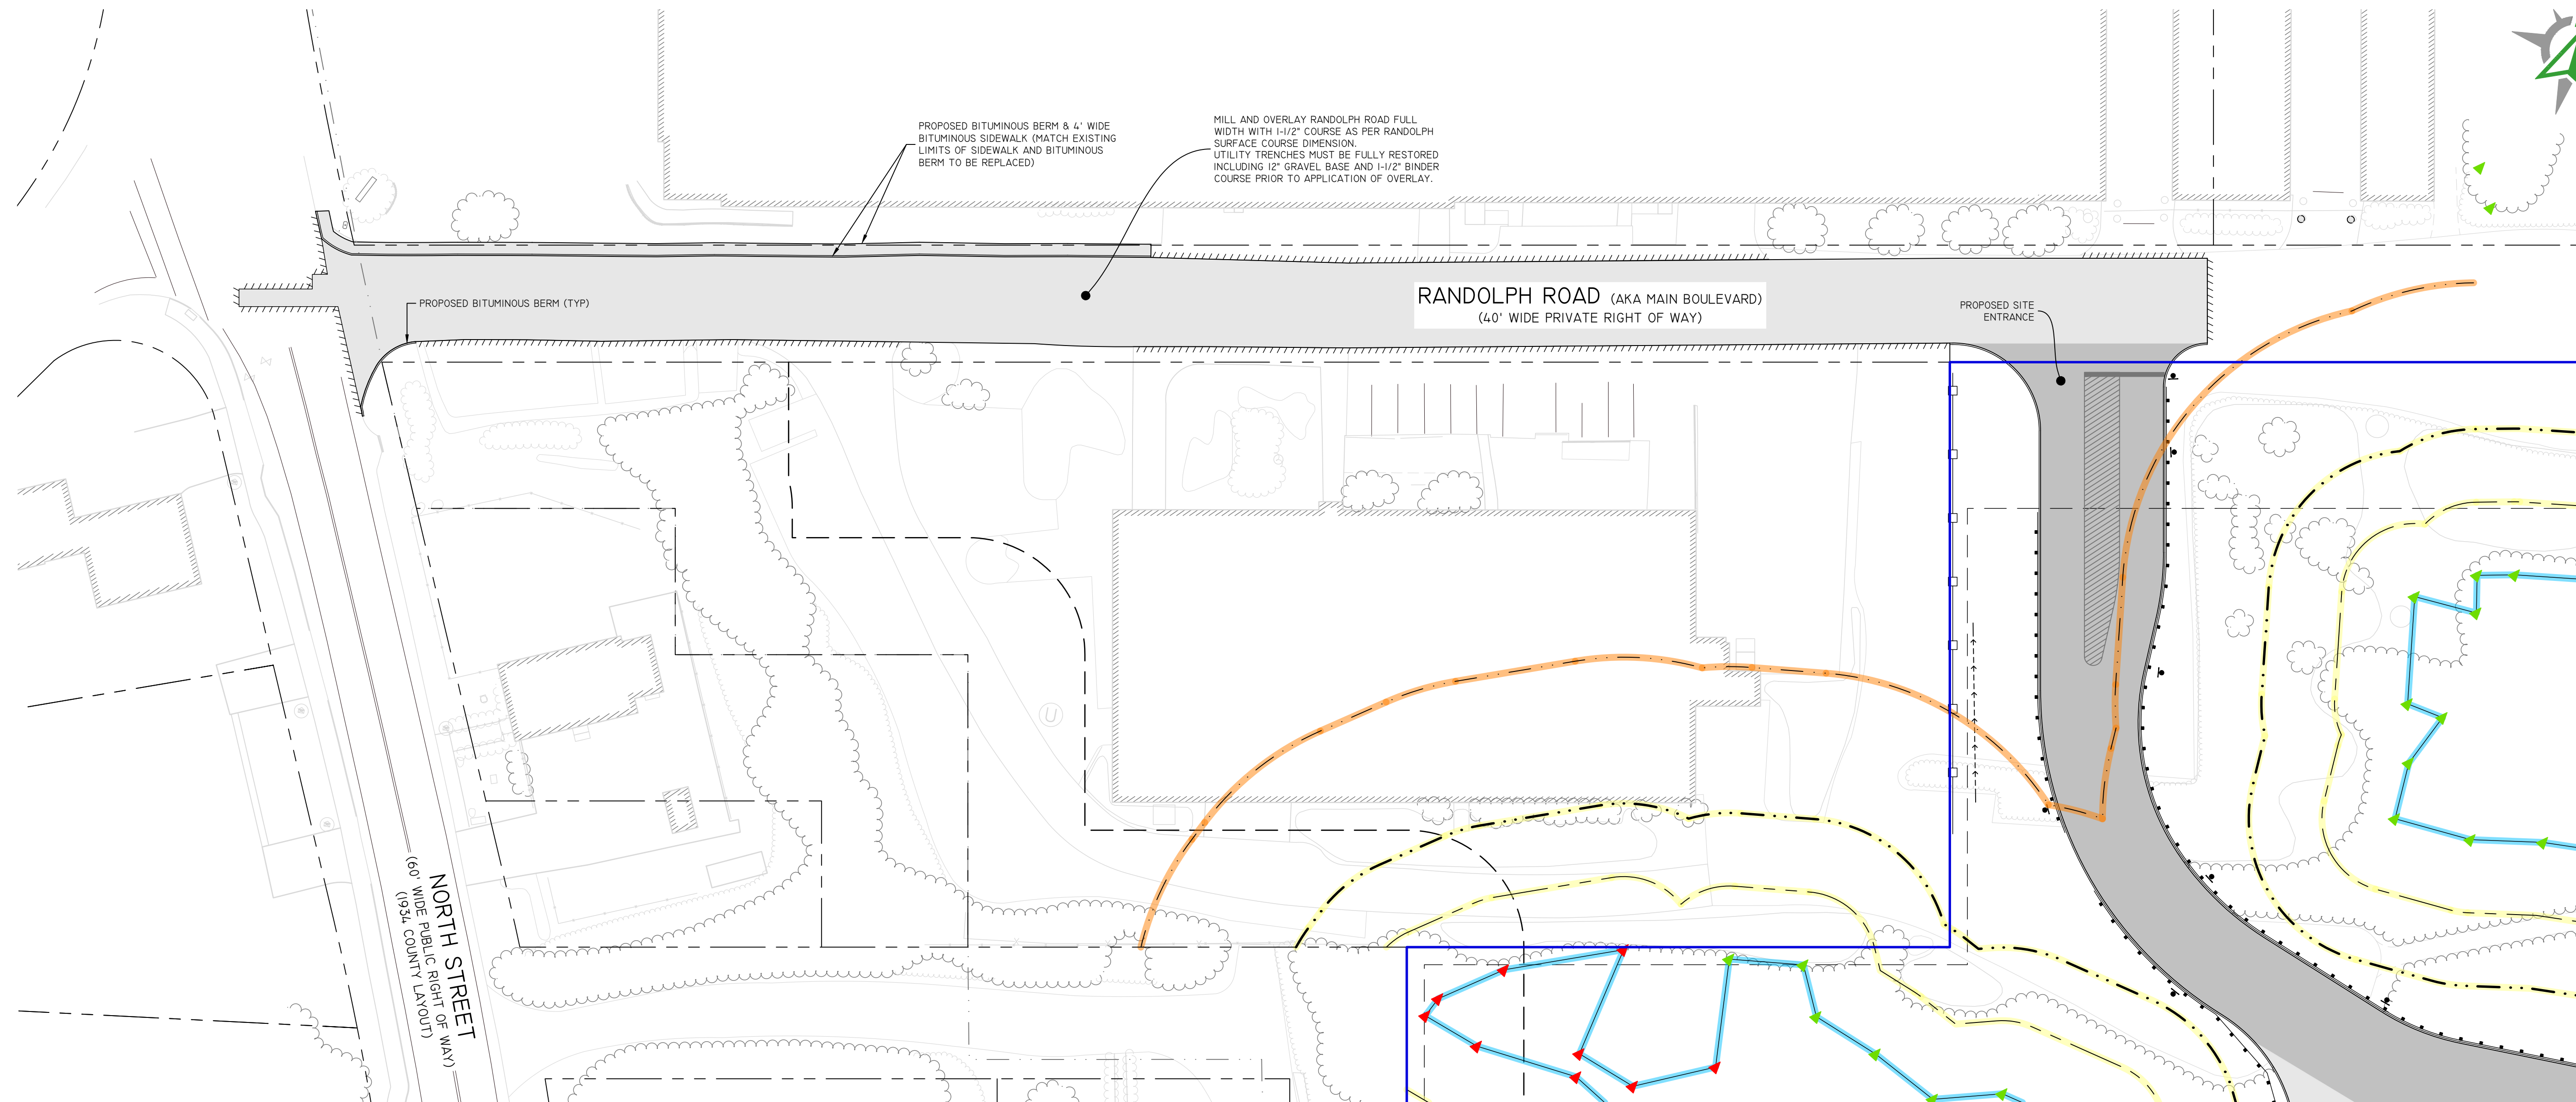 PROPOSED BITUMINOUS BERM & 4' WIDE
BITUMINOUS SIDEWALK (MATCH EXISTING
LIMITS OF SIDEWALK AND BITUMINOUS
BERM TO BE REPLACED)
MILL AND OVERLAY RANDOLPH ROAD FULL
WIDTH WITH 1-1/2" COURSE AS PER RANDOLPH
SURFACE COURSE DIMENSION.
UTILITY TRENCHES MUST BE FULLY RESTORED
INCLUDING 12" GRAVEL BASE AND 1-1/2" BINDER
COURSE PRIOR TO APPLICATION OF OVERLAY.
PROPOSED BITUMINOUS BERM (TYP)
RANDOLPH ROAD (AKA MAIN BOULEVARD)
(40' WIDE PRIVATE RIGHT OF WAY)
PROPOSED SITE
ENTRANCE
U
NORTH STREET
(60' WIDE PUBLIC RIGHT OF WAY)
(1934 COUNTY LAYOUT)